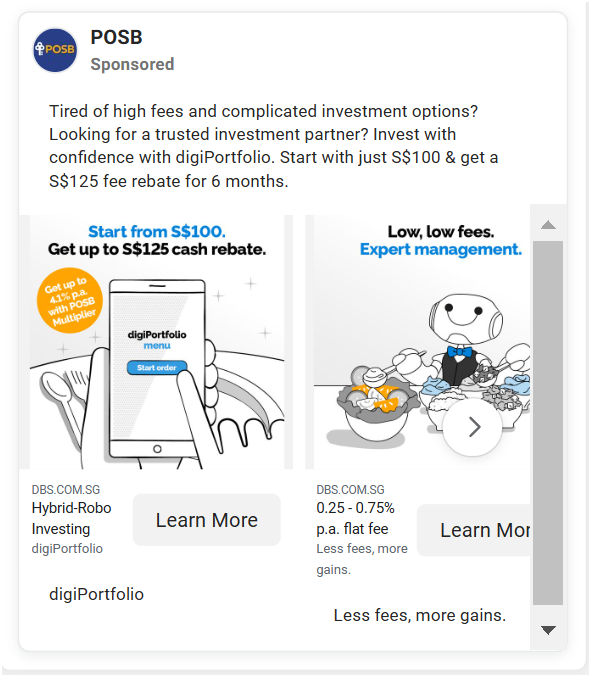 POSB
POSB
Sponsored
Tired of high fees and complicated investment options?
Looking for a trusted investment partner? Invest with
confidence with digiPortfolio. Start with just S$100 & get a
S$125 fee rebate for 6 months.
Start from S$100.
Get up to S$125 cash rebate.
Get up to
4.1% p.a.
with POSB
Multiplier
digiPortfolio
menu
Start order
DBS.COM.SG
Hybrid-Robo
Investing
digiPortfolio
Learn More
digiPortfolio
Low, low fees.
Expert management.
DBS.COM.SG
0.25 - 0.75%
p.a. flat fee
Less fees, more
gains.
Learn Mor
Less fees, more gains.